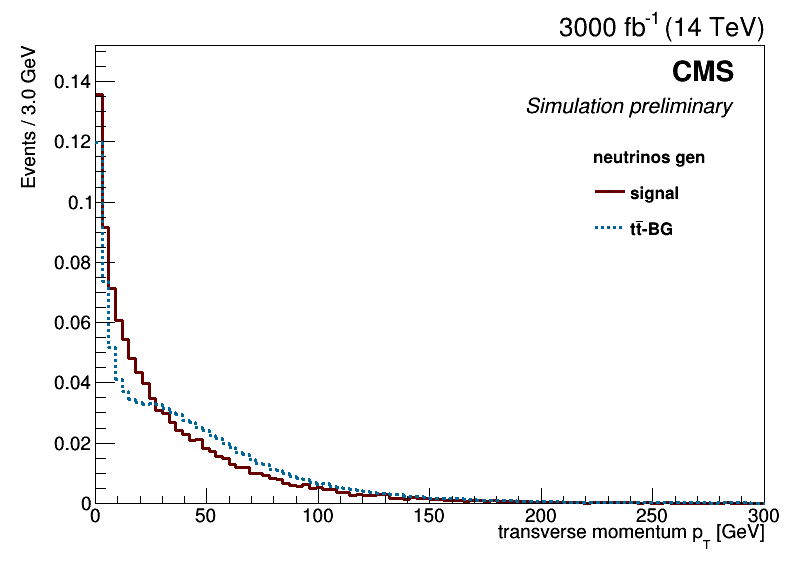 3000 fb⁻¹ (14 TeV)
CMS
Simulation preliminary
neutrinos gen
signal
tt̄-BG
Events / 3.0 GeV
0.14
0.12
0.1
0.08
0.06
0.04
0.02
0
0 50 100 150 200 250 300
transverse momentum p_T [GeV]